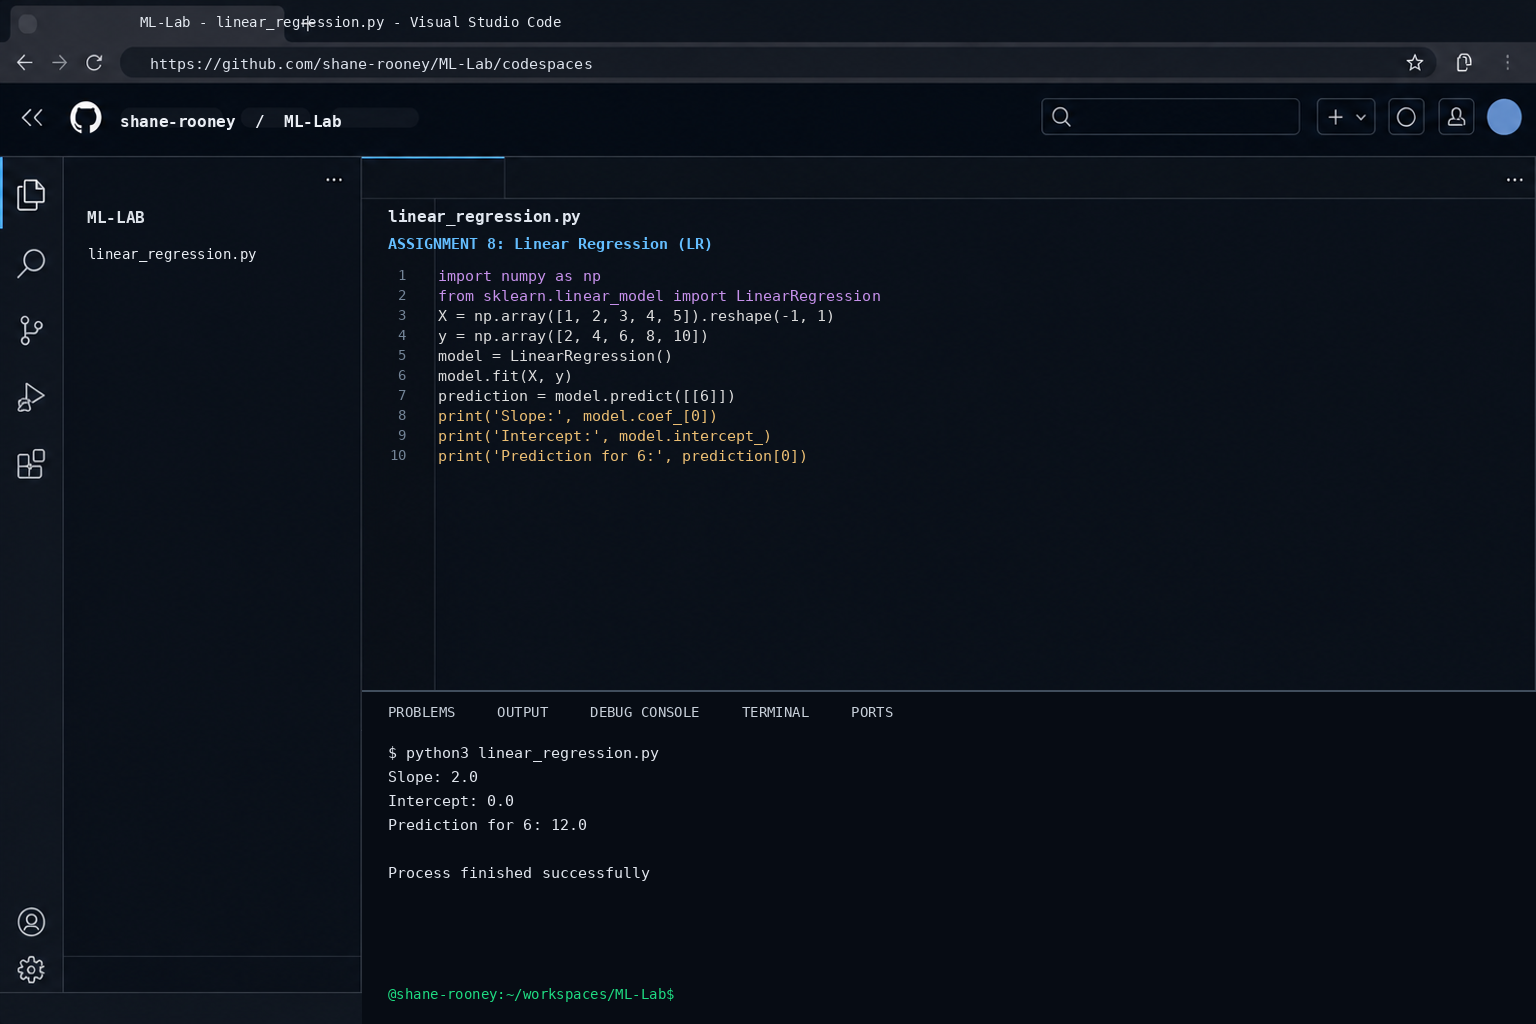 ML-Lab - linear_regression.py - Visual Studio Code
https://github.com/shane-rooney/ML-Lab/codespaces
shane-rooney / ML-Lab
ML-LAB
linear_regression.py
linear_regression.py
ASSIGNMENT 8: Linear Regression (LR)
1 import numpy as np
2 from sklearn.linear_model import LinearRegression
3 X = np.array([1, 2, 3, 4, 5]).reshape(-1, 1)
4 y = np.array([2, 4, 6, 8, 10])
5 model = LinearRegression()
6 model.fit(X, y)
7 prediction = model.predict([[6]])
8 print('Slope:', model.coef_[0])
9 print('Intercept:', model.intercept_)
10 print('Prediction for 6:', prediction[0])
PROBLEMS OUTPUT DEBUG CONSOLE TERMINAL PORTS
$ python3 linear_regression.py
Slope: 2.0
Intercept: 0.0
Prediction for 6: 12.0
Process finished successfully
@shane-rooney:~/workspaces/ML-Lab$